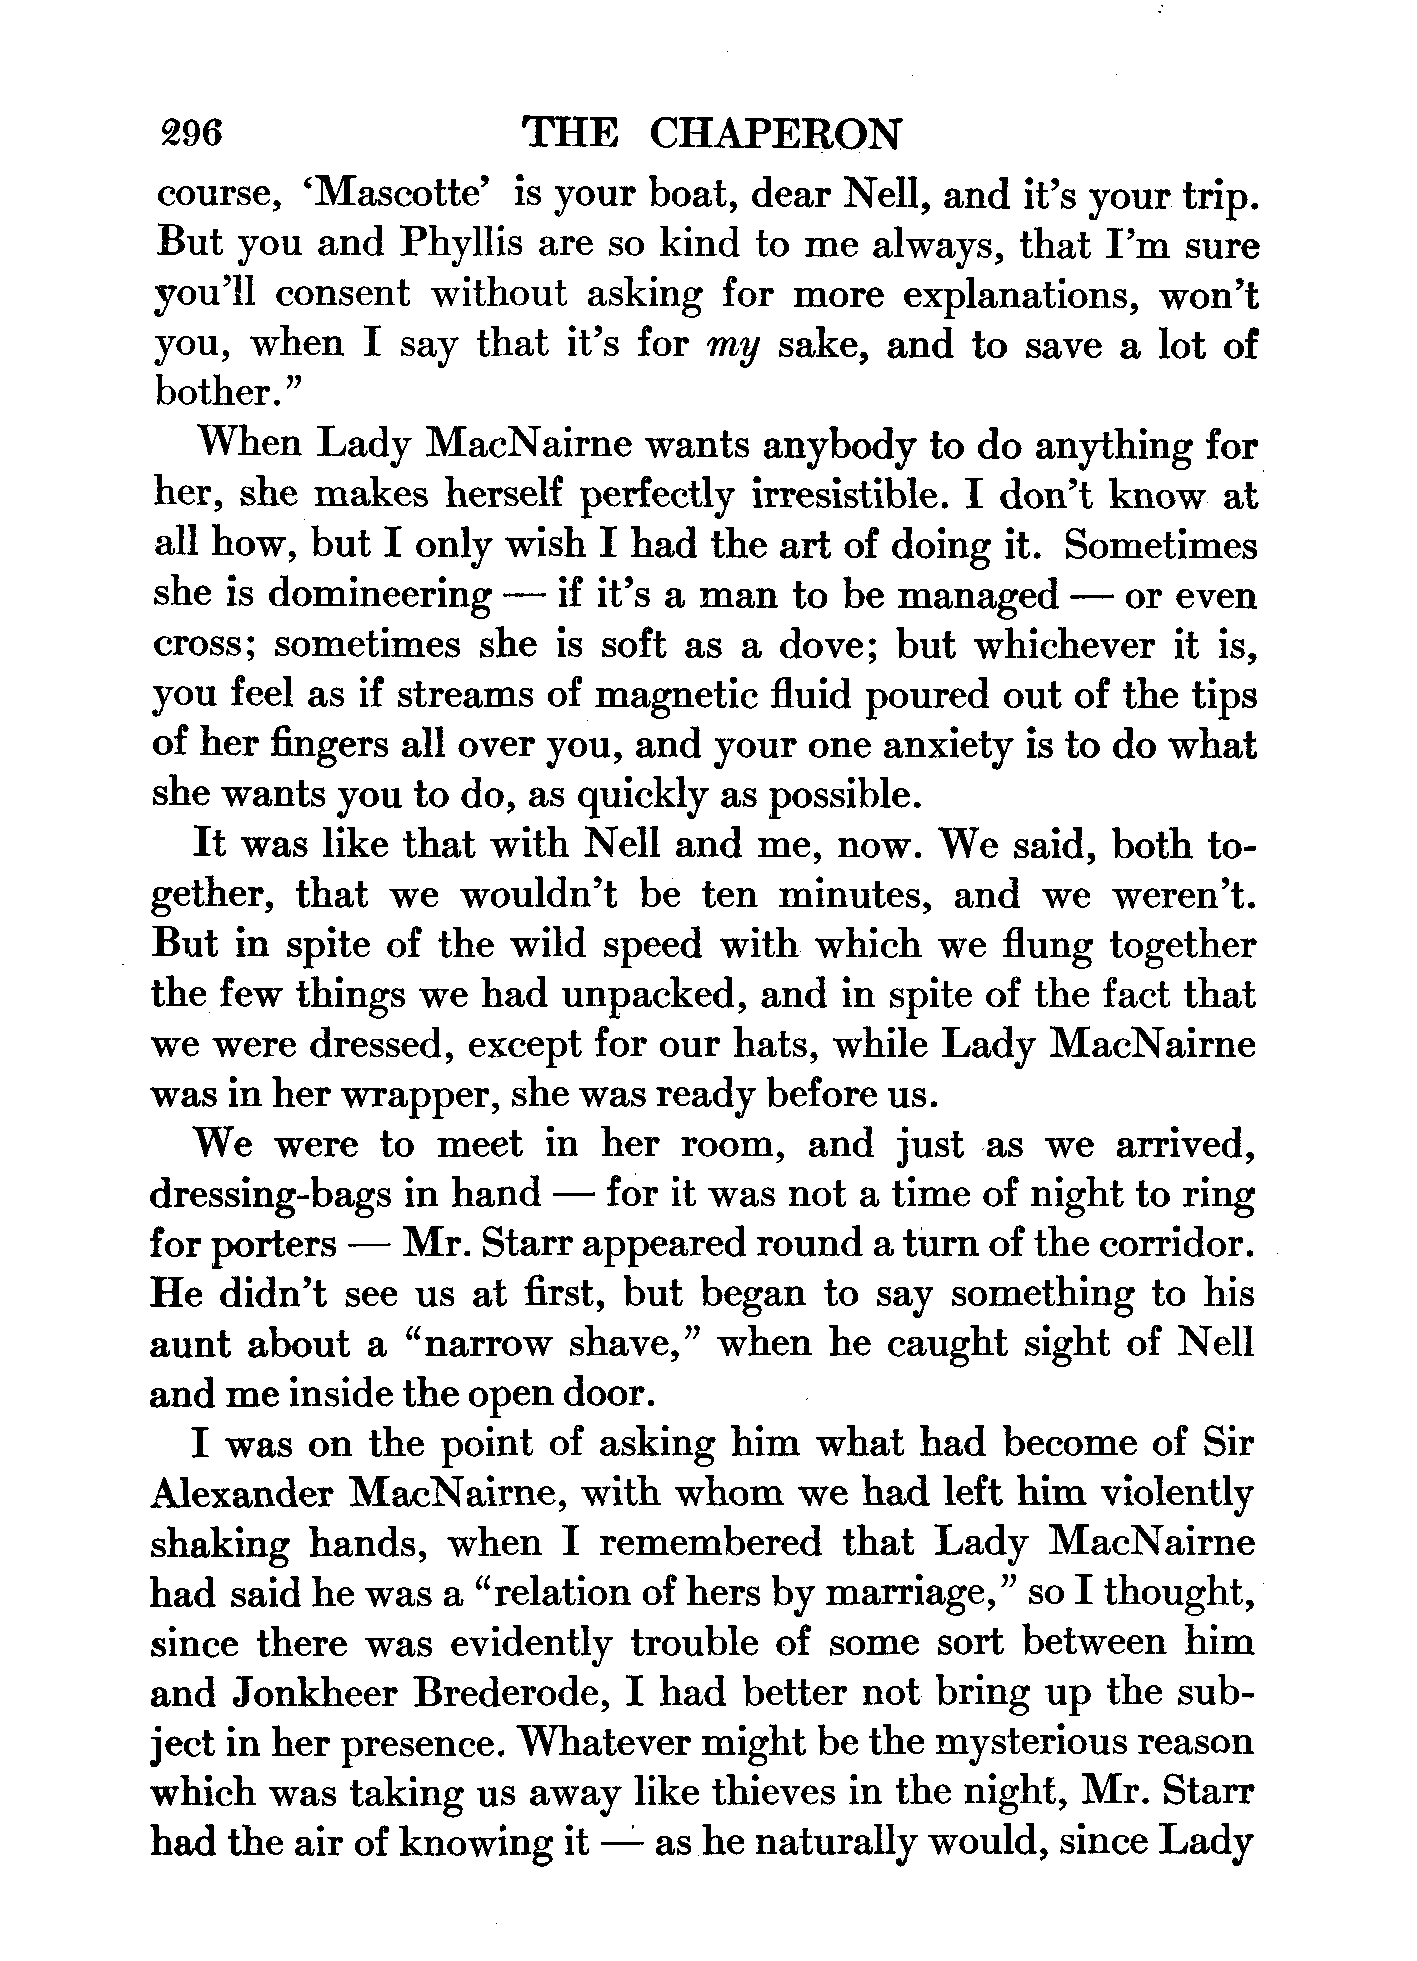 296 THE CHAPERON
course, ‘Mascotte’ is your boat, dear Nell, and it’s your trip.
But you and Phyllis are so kind to me always, that I’m sure
you’ll consent without asking for more explanations, won’t
you, when I say that it’s for my sake, and to save a lot of
bother.”
When Lady MacNairne wants anybody to do anything for
her, she makes herself perfectly irresistible. I don’t know at
all how, but I only wish I had the art of doing it. Sometimes
she is domineering — if it’s a man to be managed — or even
cross; sometimes she is soft as a dove; but whichever it is,
you feel as if streams of magnetic fluid poured out of the tips
of her fingers all over you, and your one anxiety is to do what
she wants you to do, as quickly as possible.
It was like that with Nell and me, now. We said, both to-
gether, that we wouldn’t be ten minutes, and we weren’t.
But in spite of the wild speed with which we flung together
the few things we had unpacked, and in spite of the fact that
we were dressed, except for our hats, while Lady MacNairne
was in her wrapper, she was ready before us.
We were to meet in her room, and just as we arrived,
dressing-bags in hand — for it was not a time of night to ring
for porters — Mr. Starr appeared round a turn of the corridor.
He didn’t see us at first, but began to say something to his
aunt about a “narrow shave,” when he caught sight of Nell
and me inside the open door.
I was on the point of asking him what had become of Sir
Alexander MacNairne, with whom we had left him violently
shaking hands, when I remembered that Lady MacNairne
had said he was a “relation of hers by marriage,” so I thought,
since there was evidently trouble of some sort between him
and Jonkheer Brederode, I had better not bring up the sub-
ject in her presence. Whatever might be the mysterious reason
which was taking us away like thieves in the night, Mr. Starr
had the air of knowing it — as he naturally would, since Lady